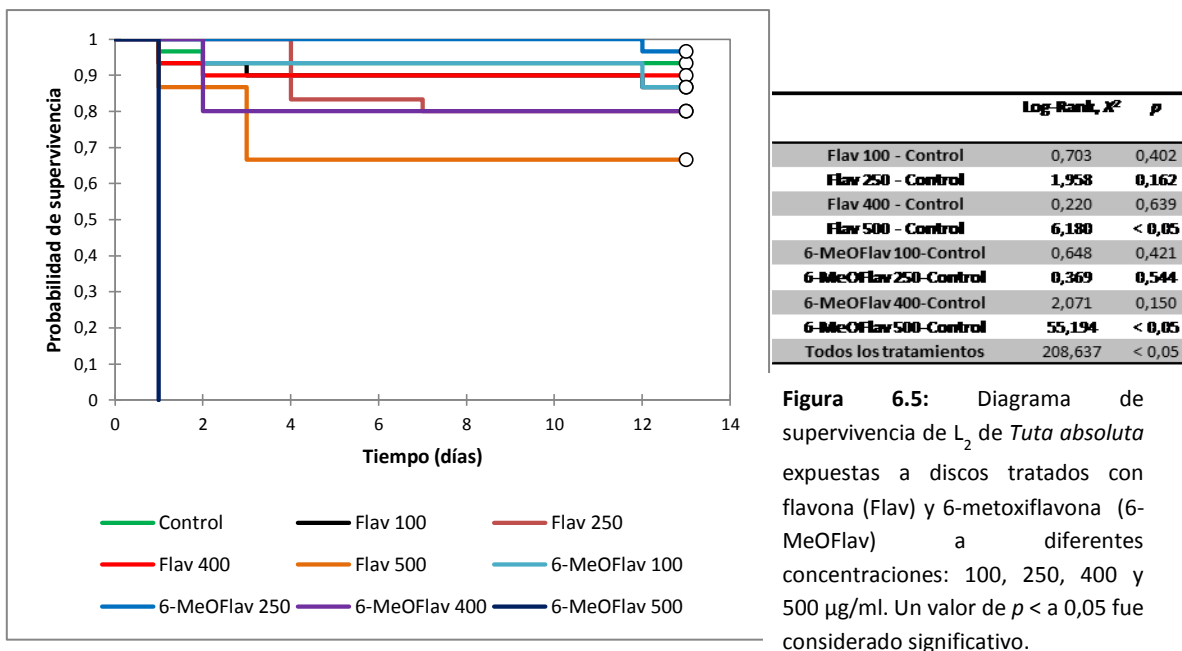 1
0,9
0,8
0,7
0,6
0,5
0,4
0,3
0,2
0,1
0
Probabilidad de supervivencia
0 2 4 6 8 10 12 14
Tiempo (días)
Control Flav 100 Flav 250
Flav 400 Flav 500 6-MeOFlav 100
6-MeOFlav 250 6-MeOFlav 400 6-MeOFlav 500
Log-Rank, X² p
Flav 100 - Control 0,703 0,402
Flav 250 - Control 1,958 0,162
Flav 400 - Control 0,220 0,639
Flav 500 - Control 6,180 < 0,05
6-MeOFlav 100-Control 0,648 0,421
6-MeOFlav 250-Control 0,369 0,544
6-MeOFlav 400-Control 2,071 0,150
6-MeOFlav 500-Control 55,194 < 0,05
Todos los tratamientos 208,637 < 0,05
Figura 6.5: Diagrama de
supervivencia de L₂ de Tuta absoluta
expuestas a discos tratados con
flavona (Flav) y 6-metoxiflavona (6-
MeOFlav) a diferentes
concentraciones: 100, 250, 400 y
500 µg/ml. Un valor de p < a 0,05 fue
considerado significativo.